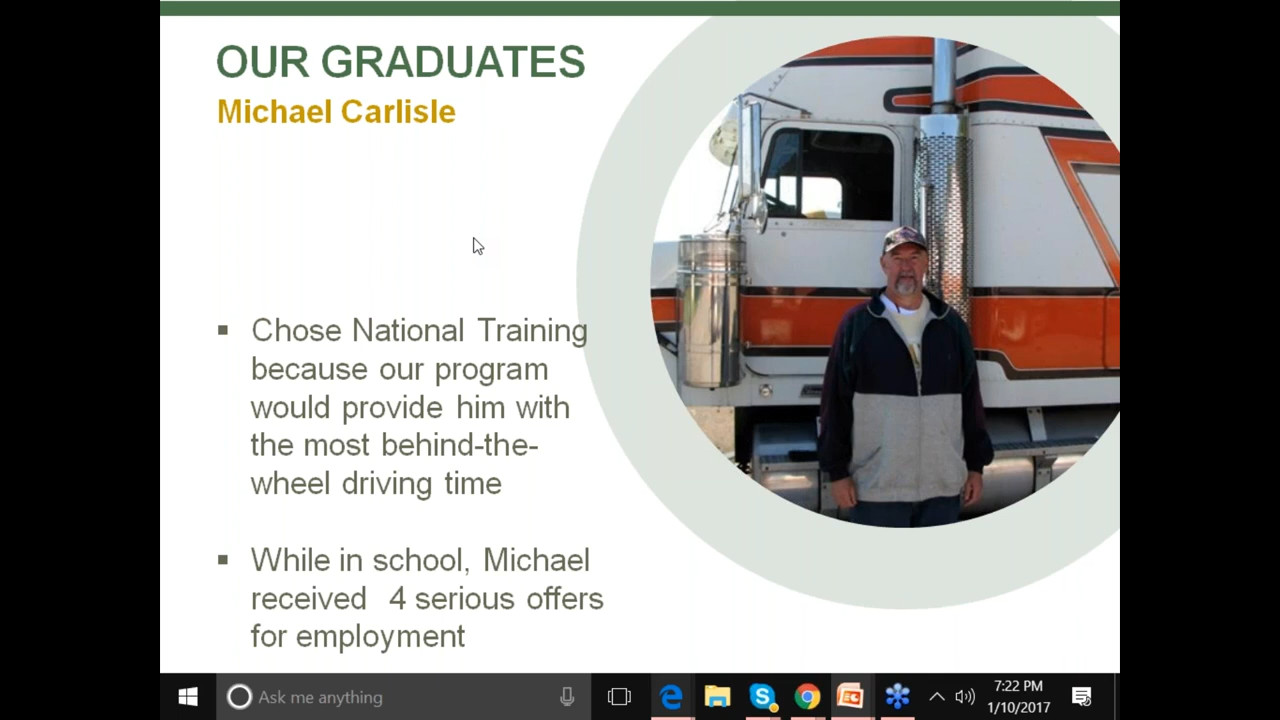 OUR GRADUATES
Michael Carlisle
▪ Chose National Training
because our program
would provide him with
the most behind-the-
wheel driving time
▪ While in school, Michael
received 4 serious offers
for employment
Ask me anything
7:22 PM
1/10/2017